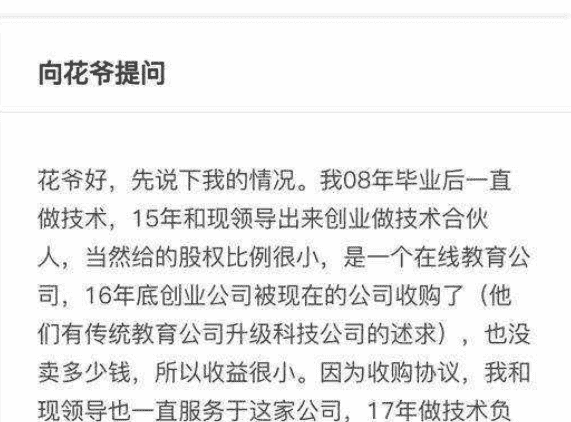 向花爷提问
花爷好，先说下我的情况。我08年毕业后一直
做技术，15年和现领导出来创业做技术合伙
人，当然给的股权比例很小，是一个在线教育公
司，16年底创业公司被现在的公司收购了（他
们有传统教育公司升级科技公司的述求），也没
卖多少钱，所以收益很小。因为收购协议，我和
现领导也一直服务于这家公司，17年做技术负